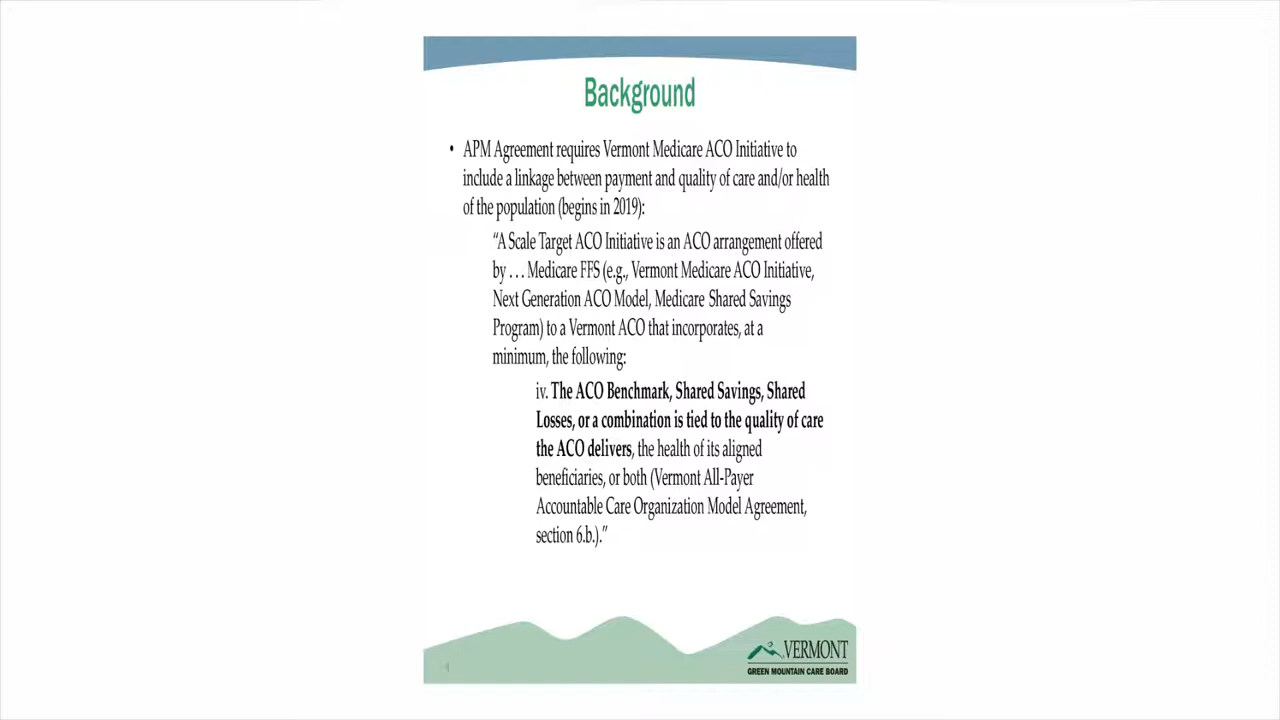 Background
• APM Agreement requires Vermont Medicare ACO Initiative to
include a linkage between payment and quality of care and/or health
of the population (begins in 2019):
“A Scale Target ACO Initiative is an ACO arrangement offered
by . . . Medicare FFS (e.g., Vermont Medicare ACO Initiative,
Next Generation ACO Model, Medicare Shared Savings
Program) to a Vermont ACO that incorporates, at a
minimum, the following:
iv. The ACO Benchmark, Shared Savings, Shared
Losses, or a combination is tied to the quality of care
the ACO delivers, the health of its aligned
beneficiaries, or both (Vermont All-Payer
Accountable Care Organization Model Agreement,
section 6.b.).”
VERMONT
GREEN MOUNTAIN CARE BOARD